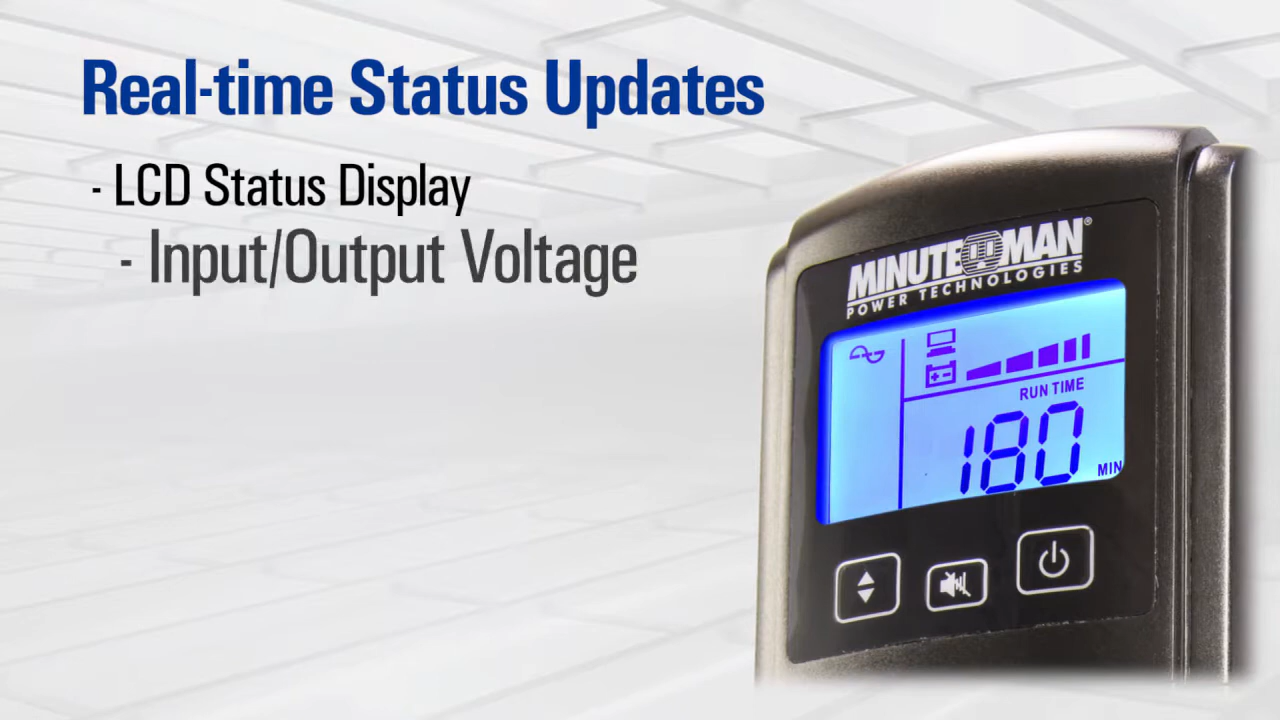 Real-time Status Updates
- LCD Status Display
- Input/Output Voltage
MINUTEMAN®
POWER TECHNOLOGIES
RUN TIME
180
MIN